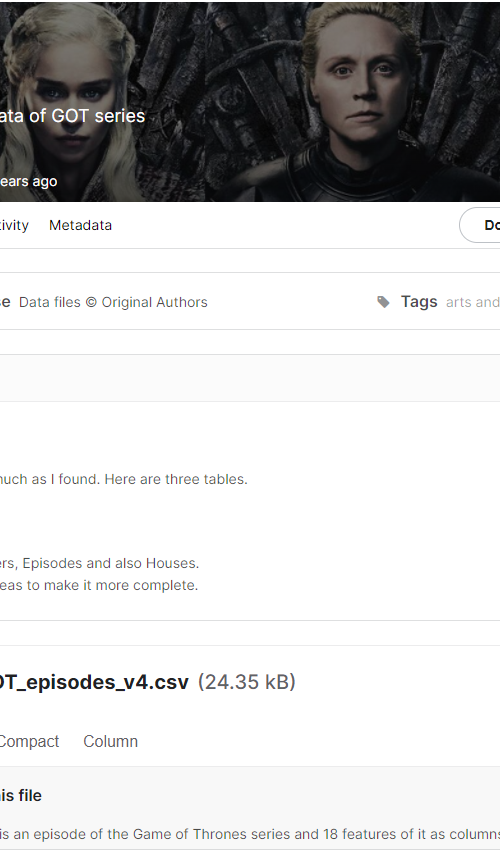 ata of GOT series
ears ago
tivity Metadata Do
se Data files © Original Authors Tags arts and
much as I found. Here are three tables.
ers, Episodes and also Houses.
eas to make it more complete.
OT_episodes_v4.csv (24.35 kB)
Compact Column
his file
is an episode of the Game of Thrones series and 18 features of it as columns